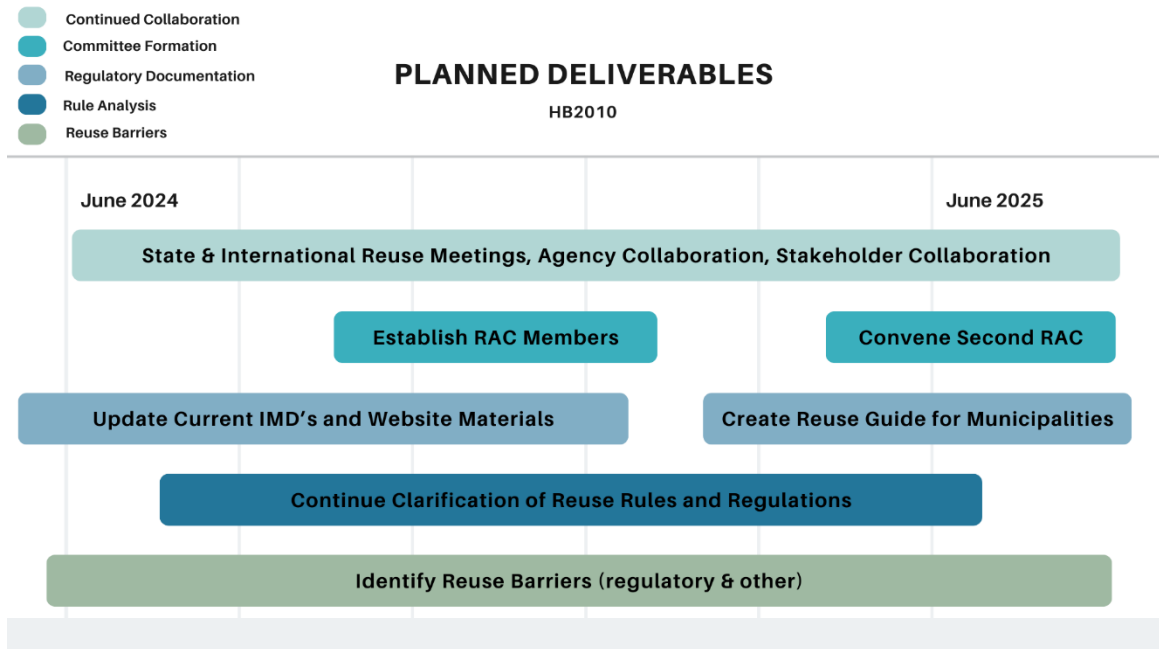 Continued Collaboration
Committee Formation
Regulatory Documentation
Rule Analysis
Reuse Barriers
PLANNED DELIVERABLES
HB2010
June 2024
June 2025
State & International Reuse Meetings, Agency Collaboration, Stakeholder Collaboration
Establish RAC Members
Convene Second RAC
Update Current IMD's and Website Materials
Create Reuse Guide for Municipalities
Continue Clarification of Reuse Rules and Regulations
Identify Reuse Barriers (regulatory & other)